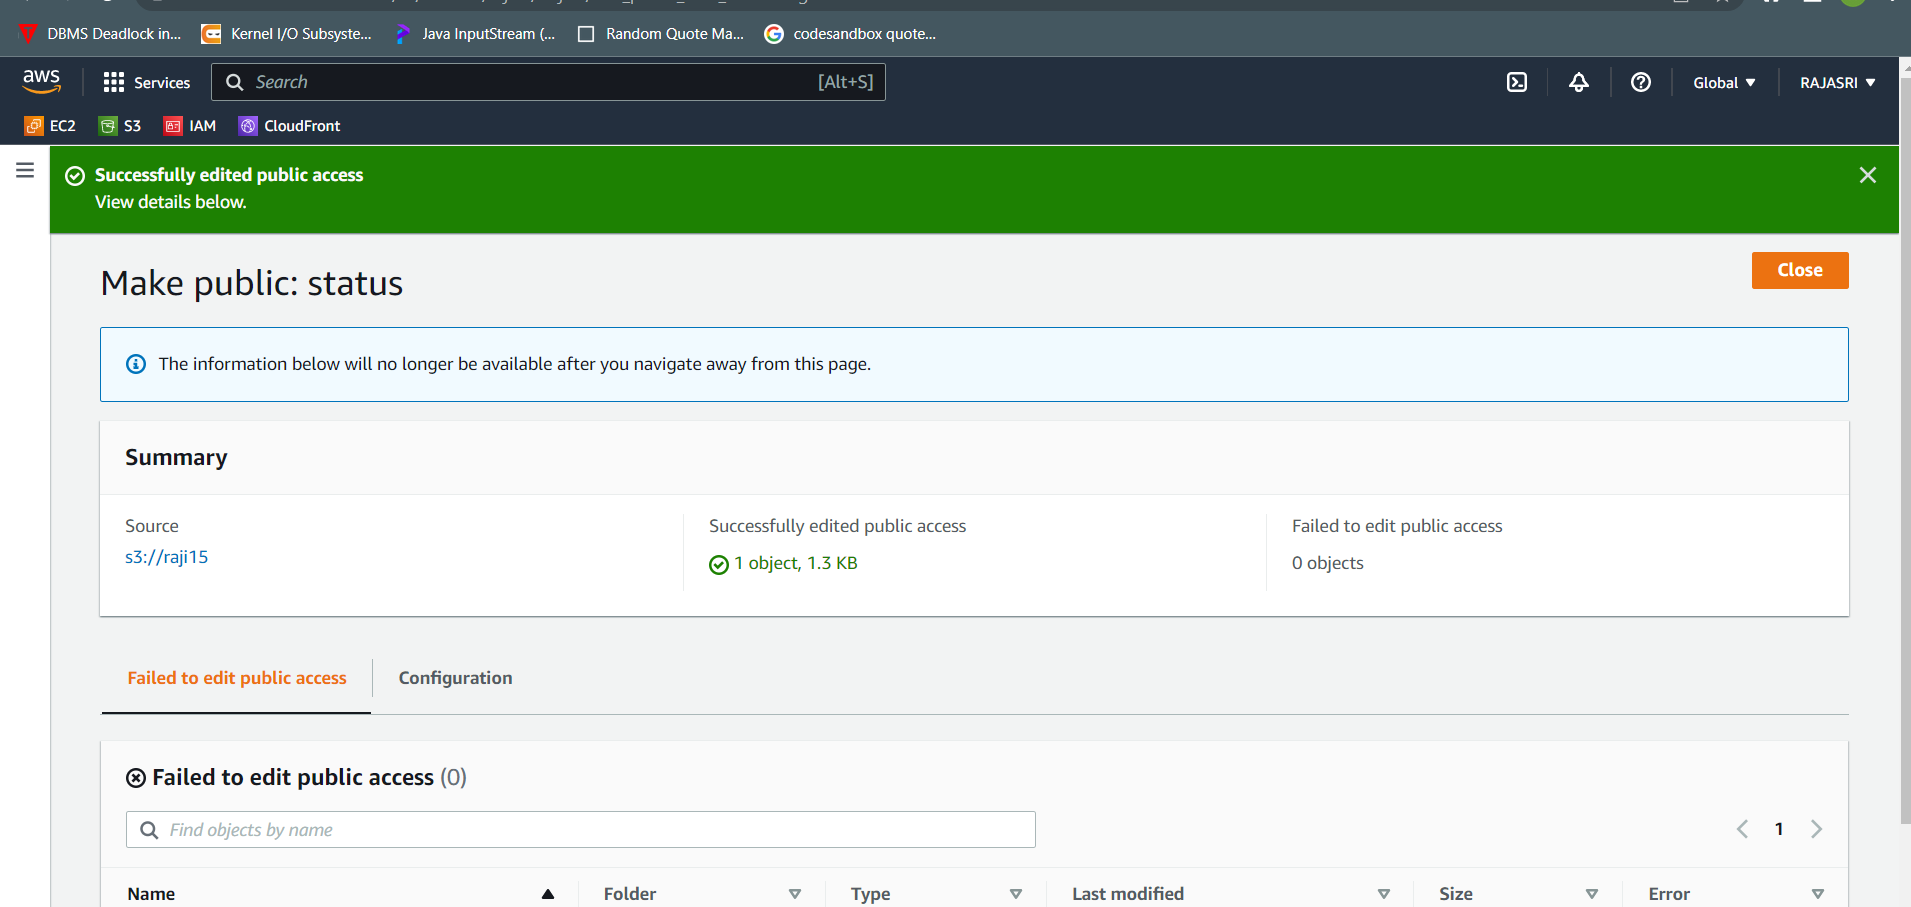 DBMS Deadlock in... Kernel I/O Subsyste... Java InputStream (... Random Quote Ma... codesandbox quote...
aws Services Search [Alt+S] Global RAJASRI
EC2 S3 IAM CloudFront
Successfully edited public access
View details below.
Make public: status
Close
The information below will no longer be available after you navigate away from this page.
Summary
Source Successfully edited public access Failed to edit public access
s3://raji15 1 object, 1.3 KB 0 objects
Failed to edit public access Configuration
Failed to edit public access (0)
Find objects by name 1
Name Folder Type Last modified Size Error